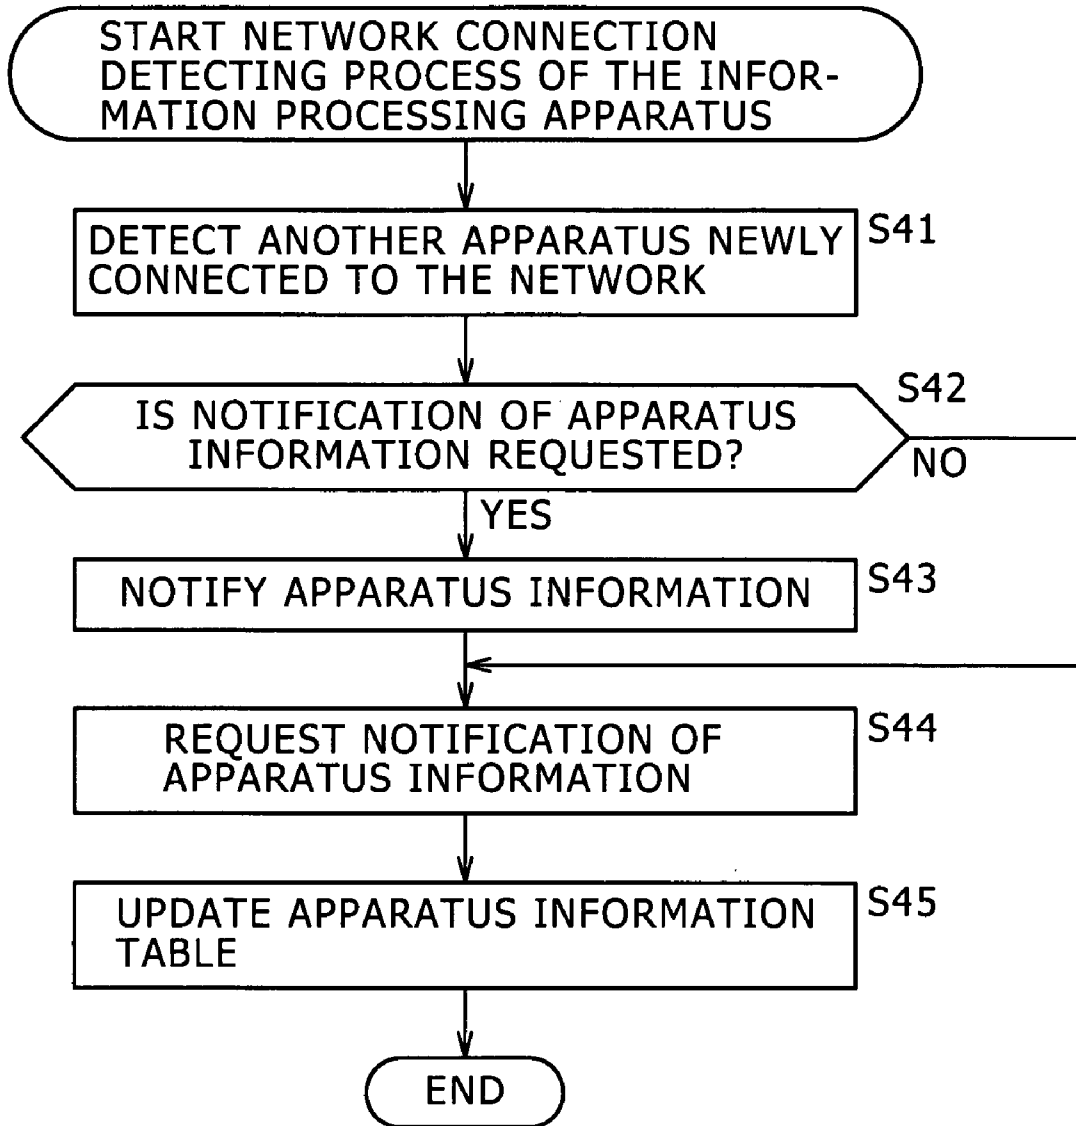 START NETWORK CONNECTION
DETECTING PROCESS OF THE INFOR-
MATION PROCESSING APPARATUS
DETECT ANOTHER APPARATUS NEWLY
CONNECTED TO THE NETWORK
S41
IS NOTIFICATION OF APPARATUS
INFORMATION REQUESTED?
S42
NO
YES
NOTIFY APPARATUS INFORMATION
S43
REQUEST NOTIFICATION OF
APPARATUS INFORMATION
S44
UPDATE APPARATUS INFORMATION
TABLE
S45
END